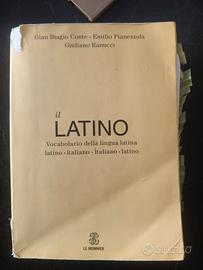 Gian Biagio Conte - Emilio Pianezzola
Giuliano Ranucci
il
LATINO
Vocabolario della lingua latina
latino • italiano - italiano • latino
LE MONNIER
subito